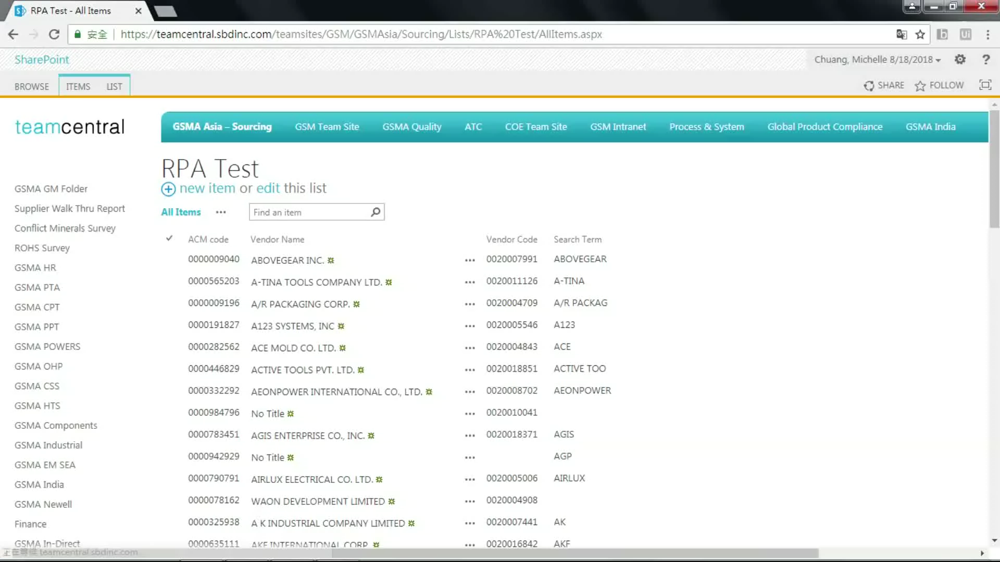 RPA Test - All Items
安全 | https://teamcentral.sbdinc.com/teamsites/GSM/GSMAsia/Sourcing/Lists/RPA%20Test/AllItems.aspx
SharePoint
Chuang, Michelle 8/18/2018
BROWSE ITEMS LIST
SHARE FOLLOW
teamcentral
GSMA Asia – Sourcing GSM Team Site GSMA Quality ATC COE Team Site GSM Intranet Process & System Global Product Compliance GSMA India
RPA Test
new item or edit this list
All Items ... Find an item
GSMA GM Folder
Supplier Walk Thru Report
Conflict Minerals Survey
ROHS Survey
GSMA HR
GSMA PTA
GSMA CPT
GSMA PPT
GSMA POWERS
GSMA OHP
GSMA CSS
GSMA HTS
GSMA Components
GSMA Industrial
GSMA EM SEA
GSMA India
GSMA Newell
Finance
GSMA In-Direct
ACM code Vendor Name Vendor Code Search Term
0000009040 ABOVEGEAR INC. ... 0020007991 ABOVEGEAR
0000565203 A-TINA TOOLS COMPANY LTD. ... 0020011126 A-TINA
0000009196 A/R PACKAGING CORP. ... 0020004709 A/R PACKAG
0000191827 A123 SYSTEMS, INC ... 0020005546 A123
0000282562 ACE MOLD CO. LTD. ... 0020004843 ACE
0000446829 ACTIVE TOOLS PVT. LTD. ... 0020018851 ACTIVE TOO
0000332292 AEONPOWER INTERNATIONAL CO., LTD. ... 0020008702 AEONPOWER
0000984796 No Title ... 0020010041
0000783451 AGIS ENTERPRISE CO., INC. ... 0020018371 AGIS
0000942929 No Title ... AGP
0000790791 AIRLUX ELECTRICAL CO. LTD. ... 0020005006 AIRLUX
0000078162 WAON DEVELOPMENT LIMITED ... 0020004908
0000325938 A K INDUSTRIAL COMPANY LIMITED ... 0020007441 AK
0000635111 AKF INTERNATIONAL CORP. ... 0020016842 AKF
正在等候 teamcentral.sbdinc.com